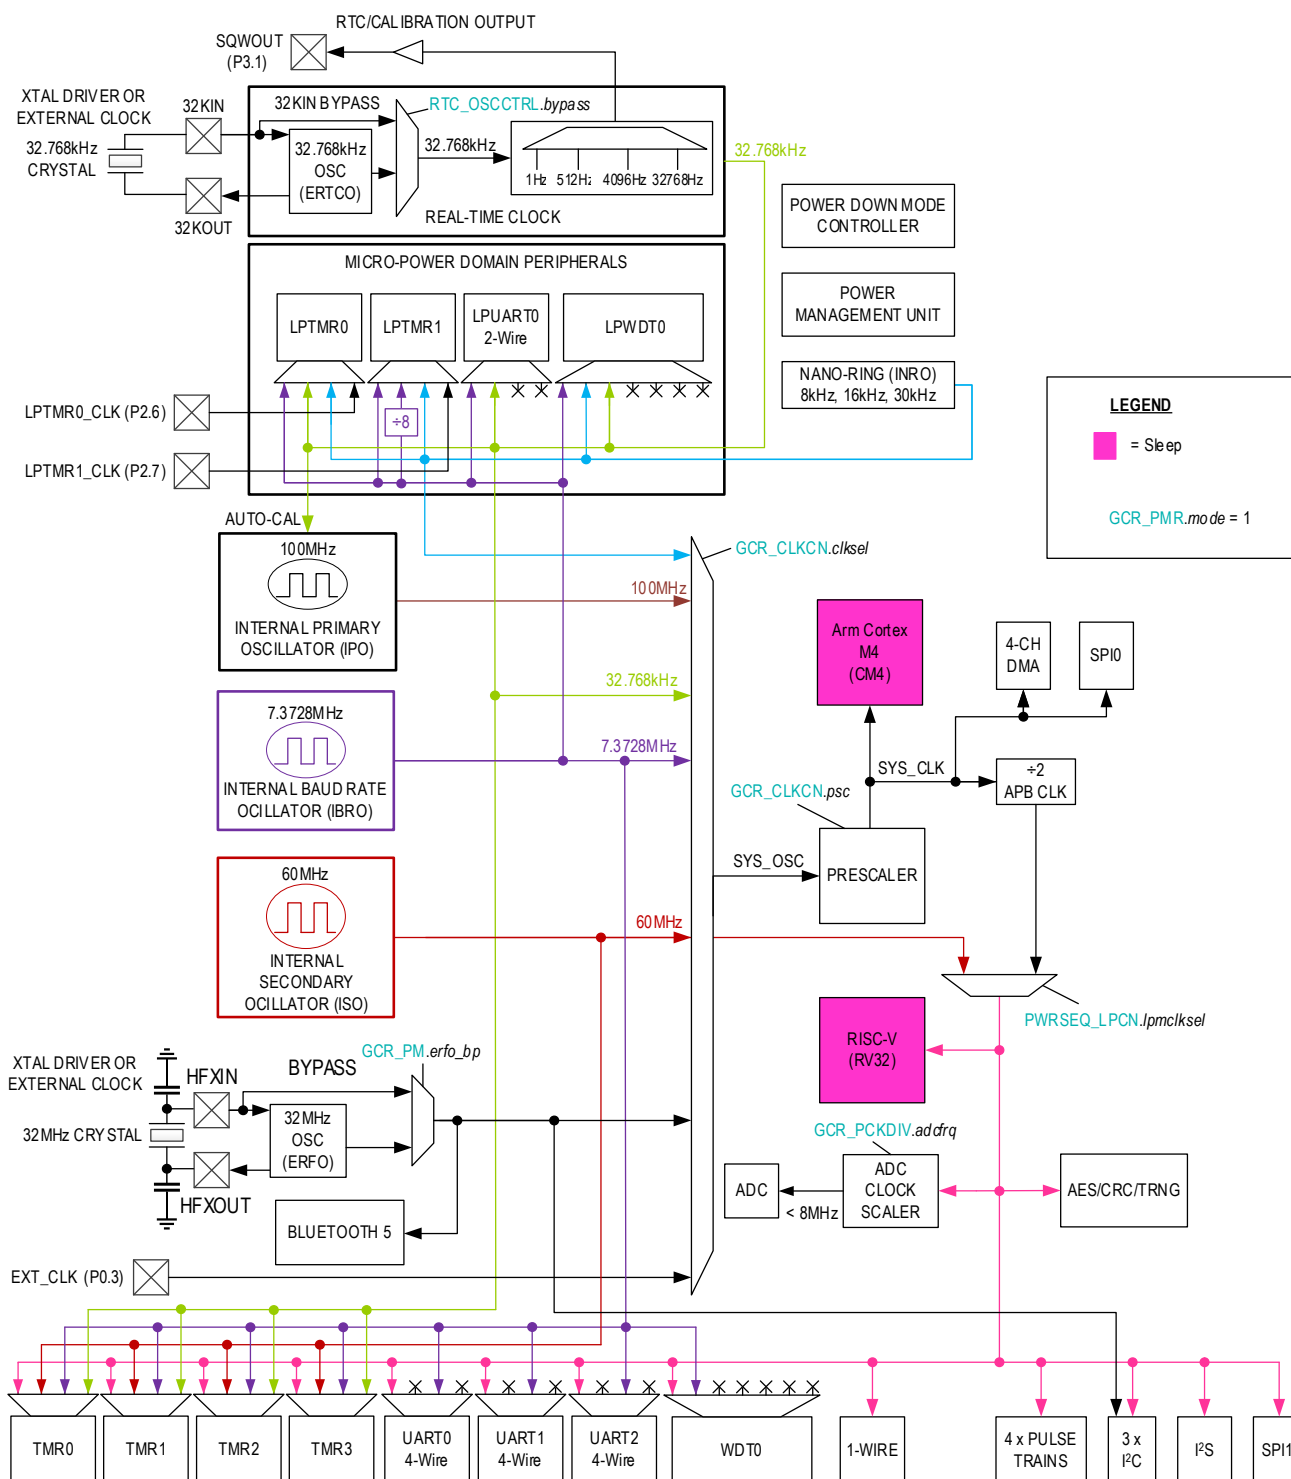 RTC/CALIBRATION OUTPUT
SQWOUT
(P3.1)
XTAL DRIVER OR
EXTERNAL CLOCK
32KIN
32KIN BYPASS
RTC_OSCCTRL.bypass
32.768kHz
CRYSTAL
32.768kHz
OSC
(ERTCO)
32.768kHz
1Hz 512Hz 4096Hz 32768Hz
32.768kHz
32KOUT
REAL-TIME CLOCK
POWER DOWN MODE
CONTROLLER
MICRO-POWER DOMAIN PERIPHERALS
POWER
MANAGEMENT UNIT
LPTMR0
LPTMR1
LPUART0
2-Wire
LPWDT0
NANO-RING (INRO)
8kHz, 16kHz, 30kHz
LPTMR0_CLK (P2.6)
÷8
LPTMR1_CLK (P2.7)
LEGEND
= Sleep
GCR_PMR.mode = 1
AUTO-CAL
100MHz
INTERNAL PRIMARY
OSCILLATOR (IPO)
GCR_CLKCN.clksel
100MHz
Arm Cortex
M4
(CM4)
4-CH
DMA
SPI0
32.768kHz
7.3728MHz
INTERNAL BAUD RATE
OCILLATOR (IBRO)
7.3728MHz
SYS_CLK
÷2
APB CLK
GCR_CLKCN.psc
SYS_OSC
PRESCALER
60MHz
INTERNAL
SECONDARY
OCILLATOR (ISO)
60MHz
PWRSEQ_LPCN.lpmclksel
RISC-V
(RV32)
XTAL DRIVER OR
EXTERNAL CLOCK
HFXIN
BYPASS
GCR_PM.erfo_bp
32MHz CRYSTAL
32MHz
OSC
(ERFO)
HFXOUT
BLUETOOTH 5
GCR_PCKDIV.adcfrq
ADC
< 8MHz
ADC
CLOCK
SCALER
AES/CRC/TRNG
EXT_CLK (P0.3)
TMR0
TMR1
TMR2
TMR3
UART0
4-Wire
UART1
4-Wire
UART2
4-Wire
WDT0
1-WIRE
4 x PULSE
TRAINS
3 x
I²C
I²S
SPI1